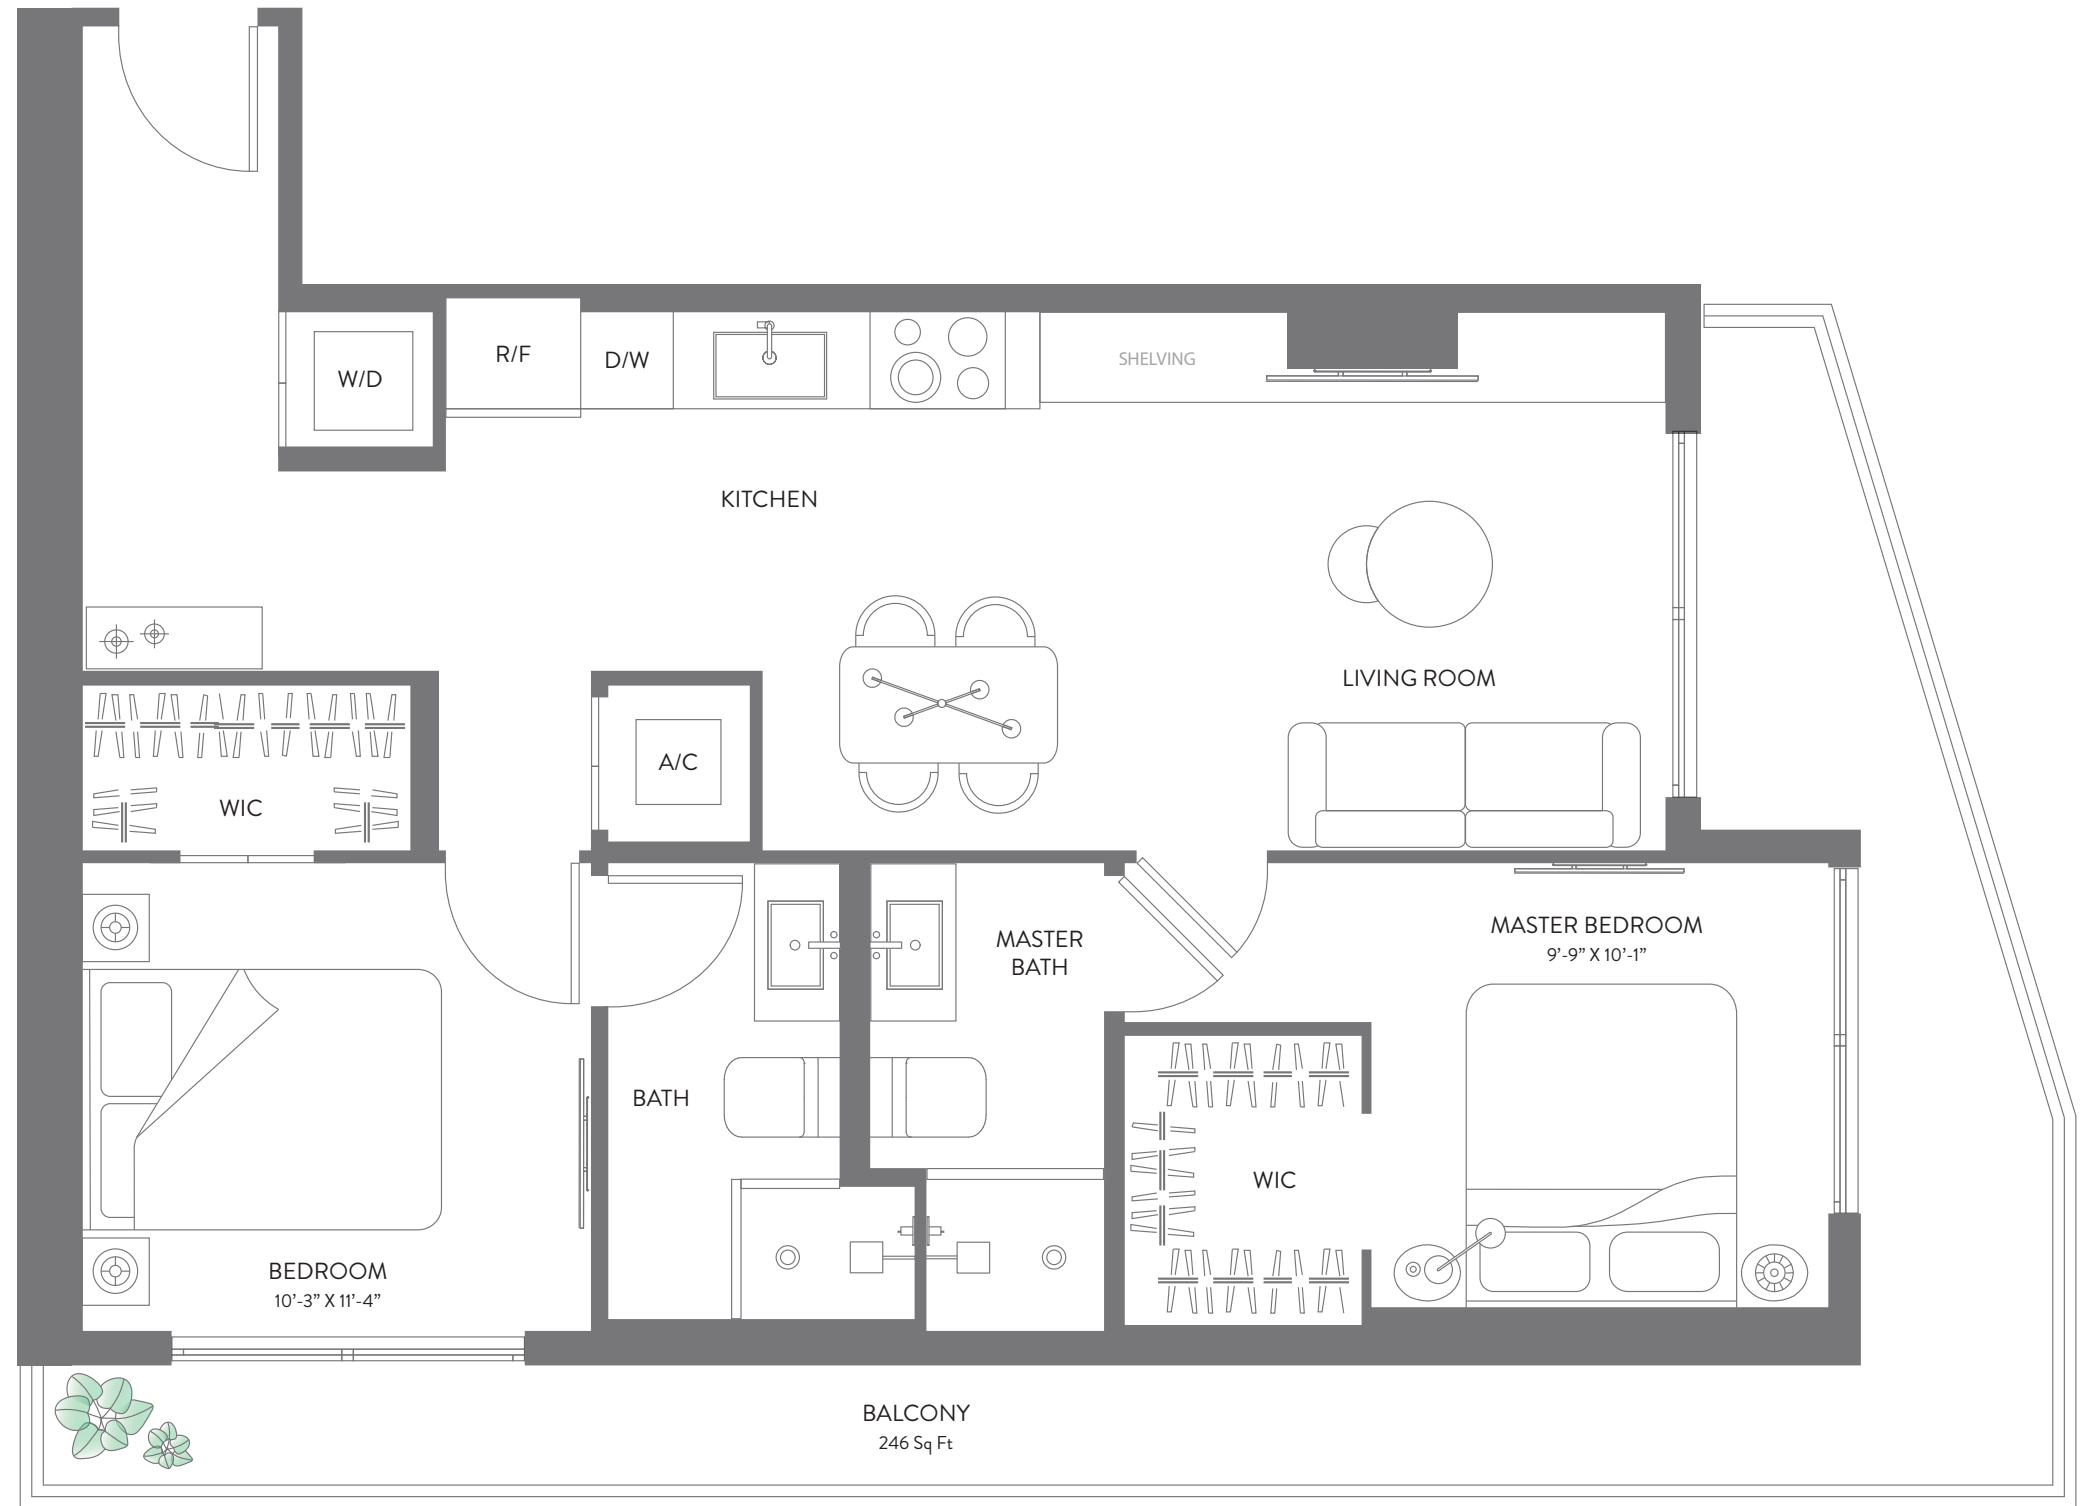 R/F
D/W
SHELVING
W/D
KITCHEN
LIVING ROOM
A/C
WIC
MASTER BEDROOM
9’-9” X 10’-1”
MASTER
BATH
BATH
WIC
BEDROOM
10’-3” X 11’-4”
BALCONY
246 Sq Ft